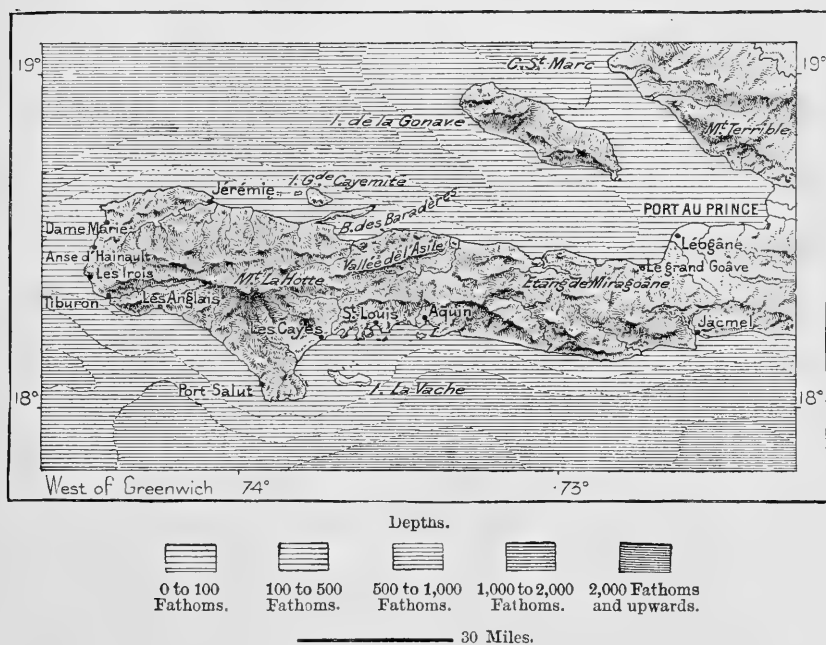 C. St. Marc
19°
19°
I. de la Gonave
Mt. Terrible
I. Gde Cayemite
Jérémie
B. des Baradères
PORT AU PRINCE
Dame Marie
Léogâne
Anse d'Hainault
Vallée de l'Asile
Les Irois
Mt. La Hotte
Etang de Miragoâne
Le grand Goâve
Tiburon
Les Anglais
St. Louis
Aquin
Les Cayes
Jacmel
Port Salut
I. La Vache
18°
18°
West of Greenwich 74° 73°
Depths.
0 to 100 100 to 500 500 to 1,000 1,000 to 2,000 2,000 Fathoms
Fathoms. Fathoms. Fathoms. Fathoms. and upwards.
30 Miles.